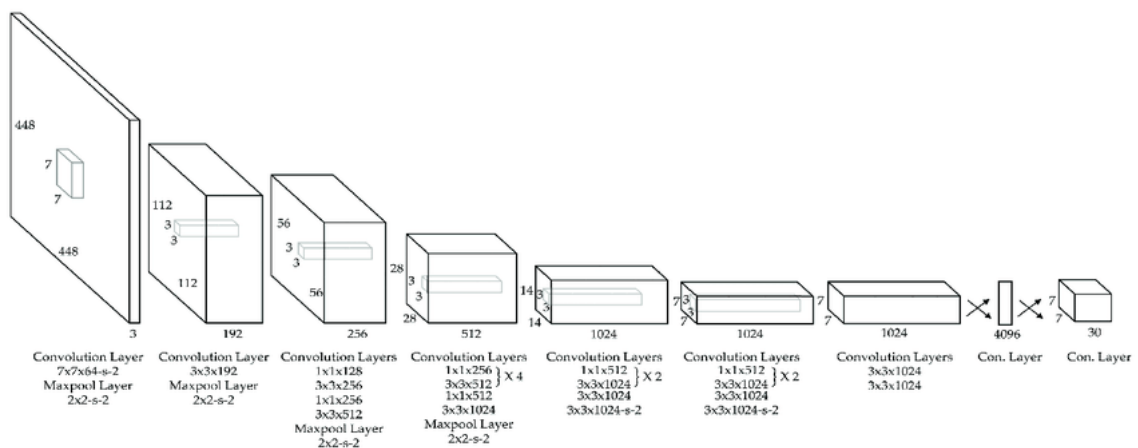 448
7
7
448
3
112
3
3
112
192
56
3
3
56
256
28
3
3
28
512
14
3
3
14
1024
7
3
3
7
1024
7
7
1024
4096
7
7
30
Convolution Layer
7x7x64-s-2
Maxpool Layer
2x2-s-2
Convolution Layer
3x3x192
Maxpool Layer
2x2-s-2
Convolution Layers
1x1x128
3x3x256
1x1x256
3x3x512
Maxpool Layer
2x2-s-2
Convolution Layers
1x1x256
3x3x512
} X 4
1x1x512
3x3x1024
Maxpool Layer
2x2-s-2
Convolution Layers
1x1x512
3x3x1024
} X 2
3x3x1024
3x3x1024-s-2
Convolution Layers
1x1x512
3x3x1024
} X 2
3x3x1024
3x3x1024-s-2
Convolution Layers
3x3x1024
3x3x1024
Con. Layer
Con. Layer